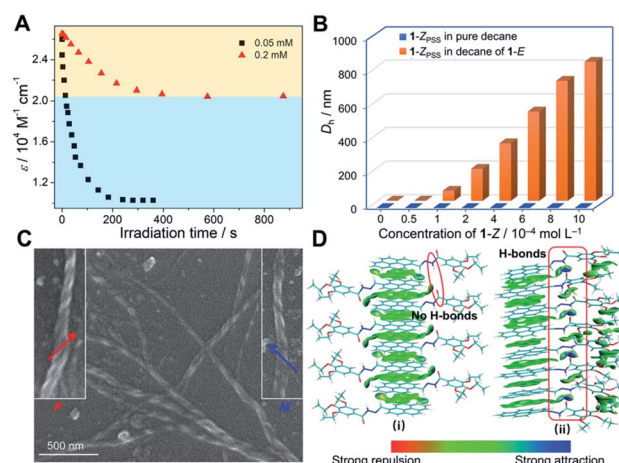 A
ε / 10⁴ M⁻¹ cm⁻¹
2.4
2.0
1.6
1.2
0.05 mM
0.2 mM
0 200 400 600 800
Irradiation time / s
B
1-Z_PSS in pure decane
1-Z_PSS in decane of 1-E
D_h / nm
1000
800
600
400
200
0
0 0.5 1 2 4 6 8 10
Concentration of 1-Z / 10⁻⁴ mol L⁻¹
C
P
M
500 nm
D
H-bonds
No H-bonds
(i)
(ii)
Strong repulsion Strong attraction